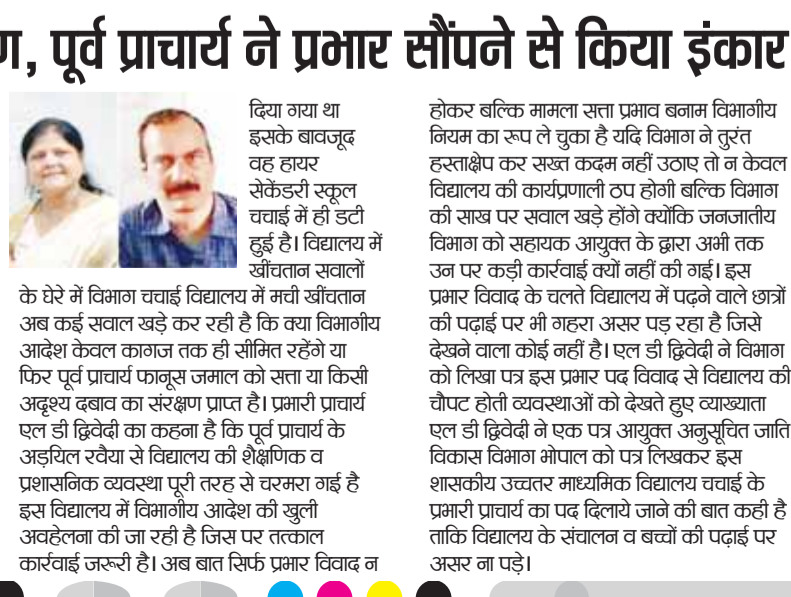 , पूर्व प्राचार्य ने प्रभार सौंपने से किया इंकार
दिया गया था
इसके बावजूद
वह हायर
सेकेंडरी स्कूल
चचाई में ही डटी
हुई है। विद्यालय में
खींचतान सवालों
के घेरे में विभाग चचाई विद्यालय में मची खींचतान
अब कई सवाल खड़े कर रही है कि क्या विभागीय
आदेश केवल कागज तक ही सीमित रहेंगे या
फिर पूर्व प्राचार्य फानूस जमाल को सत्ता या किसी
अदृश्य दबाव का संरक्षण प्राप्त है। प्रभारी प्राचार्य
एल डी द्विवेदी का कहना है कि पूर्व प्राचार्य के
अड़यिल रवैया से विद्यालय की शैक्षणिक व
प्रशासनिक व्यवस्था पूरी तरह से चरमरा गई है
इस विद्यालय में विभागीय आदेश की खुली
अवहेलना की जा रही है जिस पर तत्काल
कार्रवाई जरूरी है। अब बात सिर्फ प्रभार विवाद न
होकर बल्कि मामला सत्ता प्रभाव बनाम विभागीय
नियम का रूप ले चुका है यदि विभाग ने तुरंत
हस्ताक्षेप कर सख्त कदम नहीं उठाए तो न केवल
विद्यालय की कार्यप्रणाली ठप होगी बल्कि विभाग
की साख पर सवाल खड़े होंगे क्योंकि जनजातीय
विभाग को सहायक आयुक्त के द्वारा अभी तक
उन पर कड़ी कार्रवाई क्यों नहीं की गई। इस
प्रभार विवाद के चलते विद्यालय में पढ़ने वाले छात्रों
की पढ़ाई पर भी गहरा असर पड़ रहा है जिसे
देखने वाला कोई नहीं है। एल डी द्विवेदी ने विभाग
को लिखा पत्र इस प्रभार पद विवाद से विद्यालय की
चौपट होती व्यवस्थाओं को देखते हुए व्याख्याता
एल डी द्विवेदी ने एक पत्र आयुक्त अनुसूचित जाति
विकास विभाग भोपाल को पत्र लिखकर इस
शासकीय उच्चतर माध्यमिक विद्यालय चचाई के
प्रभारी प्राचार्य का पद दिलाये जाने की बात कही है
ताकि विद्यालय के संचालन व बच्चों की पढ़ाई पर
असर ना पड़े।